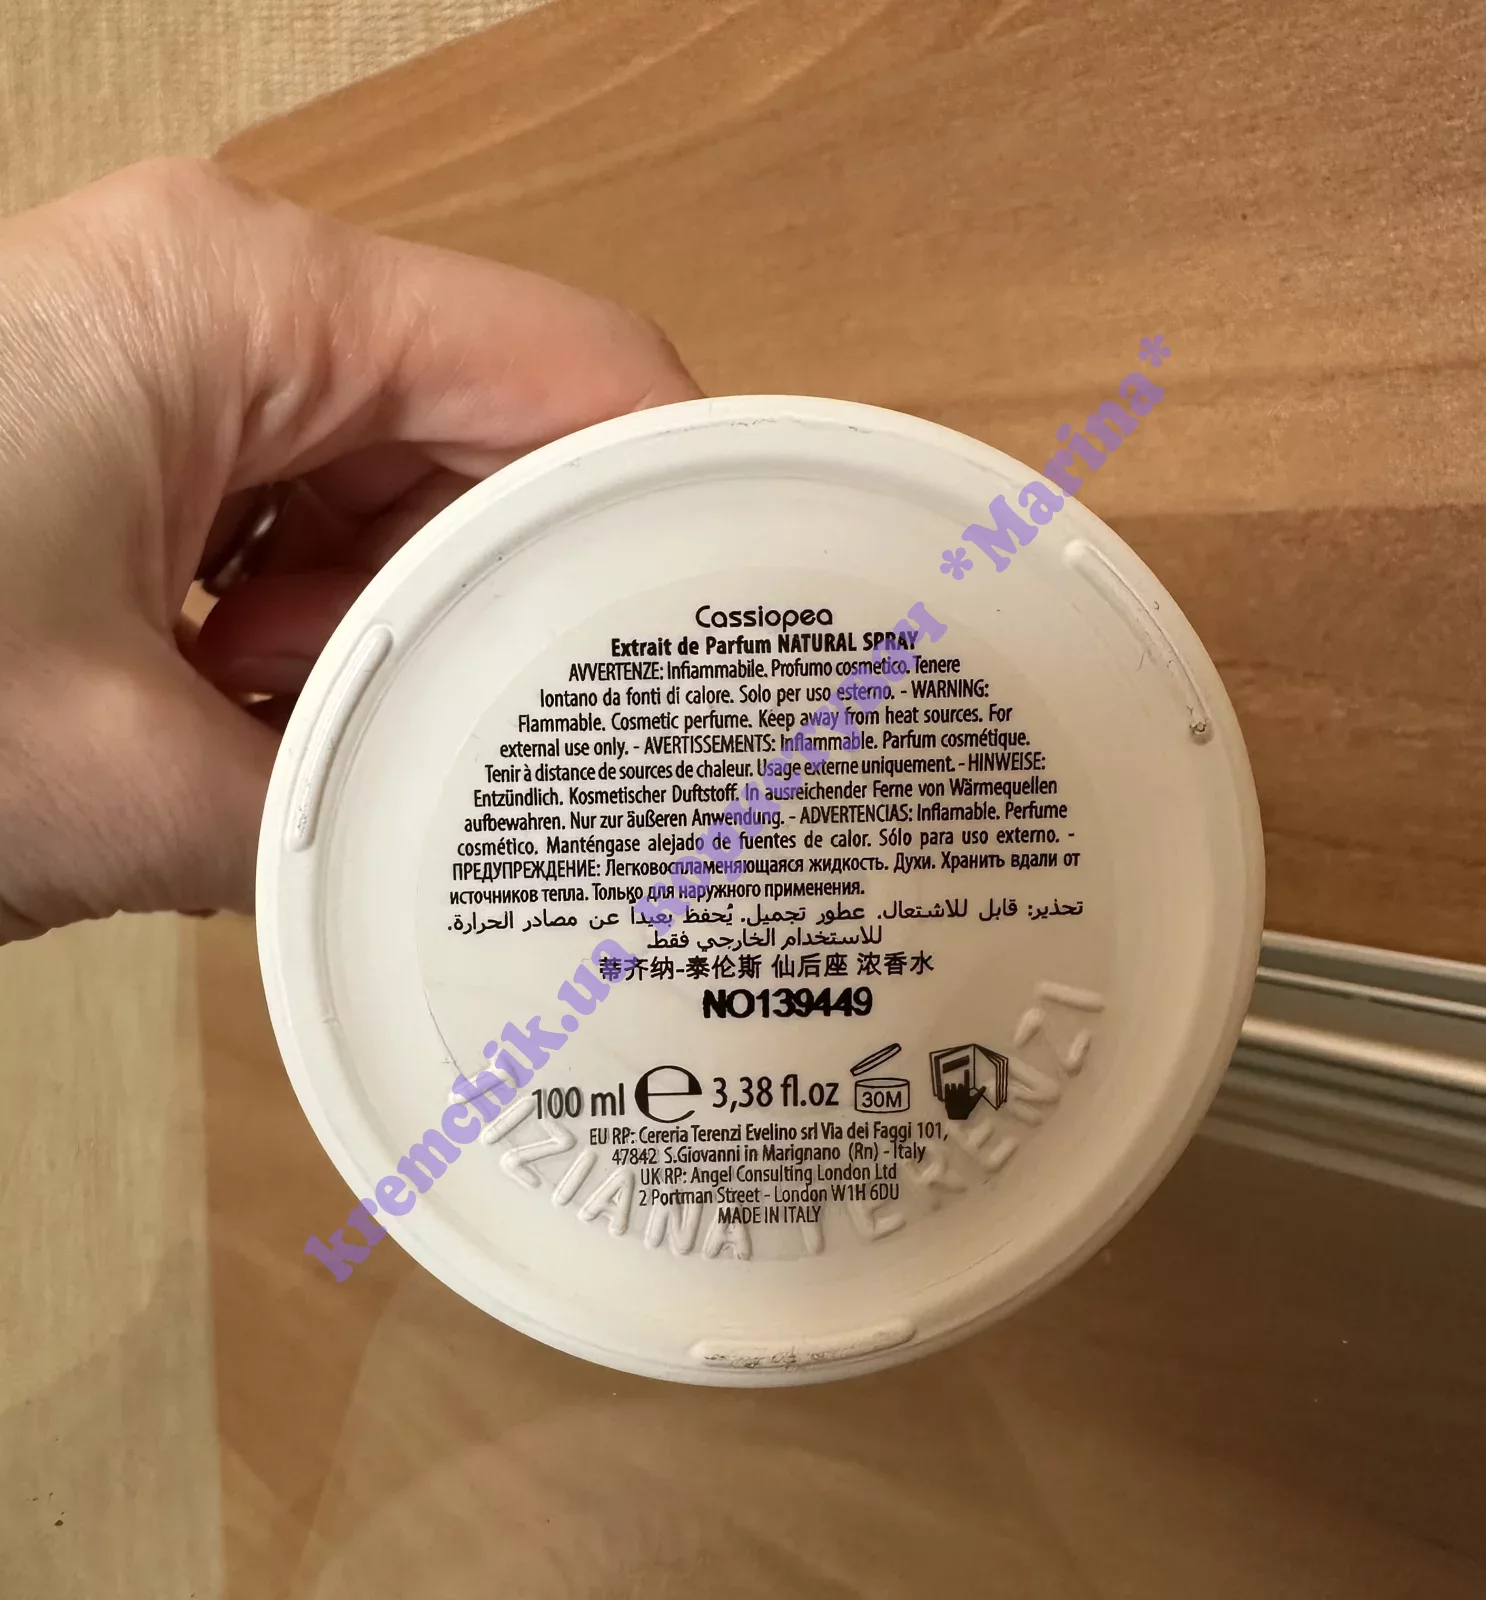 Cassiopea
Extrait de Parfum NATURAL SPRAY
AVVERTENZE: Infiammabile. Profumo cosmetico. Tenere
lontano da fonti di calore. Solo per uso esterno. - WARNING:
Flammable. Cosmetic perfume. Keep away from heat sources. For
external use only. - AVERTISSEMENTS: Inflammable. Parfum cosmétique.
Tenir à distance de sources de chaleur. Usage externe uniquement. - HINWEISE:
Entzündlich. Kosmetischer Duftstoff. In ausreichender Ferne von Wärmequellen
aufbewahren. Nur zur äußeren Anwendung. - ADVERTENCIAS: Inflamable. Perfume
cosmético. Manténgase alejado de fuentes de calor. Sólo para uso externo. -
ПРЕДУПРЕЖДЕНИЕ: Легковоспламеняющаяся жидкость. Духи. Хранить вдали от
источников тепла. Только для наружного применения.
تحذير: قابل للاشتعال. عطور تجميل. يُحفظ بعيداً عن مصادر الحرارة.
للاستخدام الخارجي فقط
蒂齐纳-泰伦斯 仙后座 浓香水
NO139449
100 ml e 3,38 fl.oz 30M
EU RP: Cereria Terenzi Evelino srl Via dei Faggi 101,
47842 S.Giovanni in Marignano (Rn) - Italy
UK RP: Angel Consulting London Ltd
2 Portman Street - London W1H 6DU
MADE IN ITALY
TIZIANA TERENZI
kremchik.ua користувач *Marina*